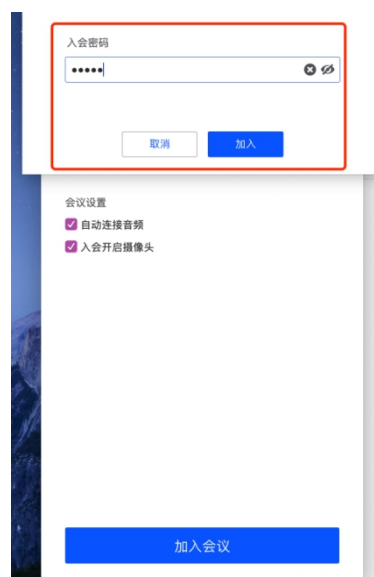 入会密码
•••••
取消
加入
会议设置
自动连接音频
入会开启摄像头
加入会议